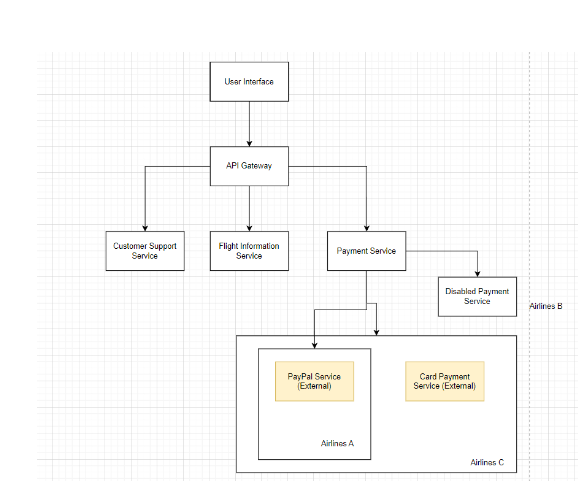 User Interface
API Gateway
Customer Support
Service
Flight Information
Service
Payment Service
Disabled Payment
Service
Airlines B
PayPal Service
(External)
Card Payment
Service (External)
Airlines A
Airlines C